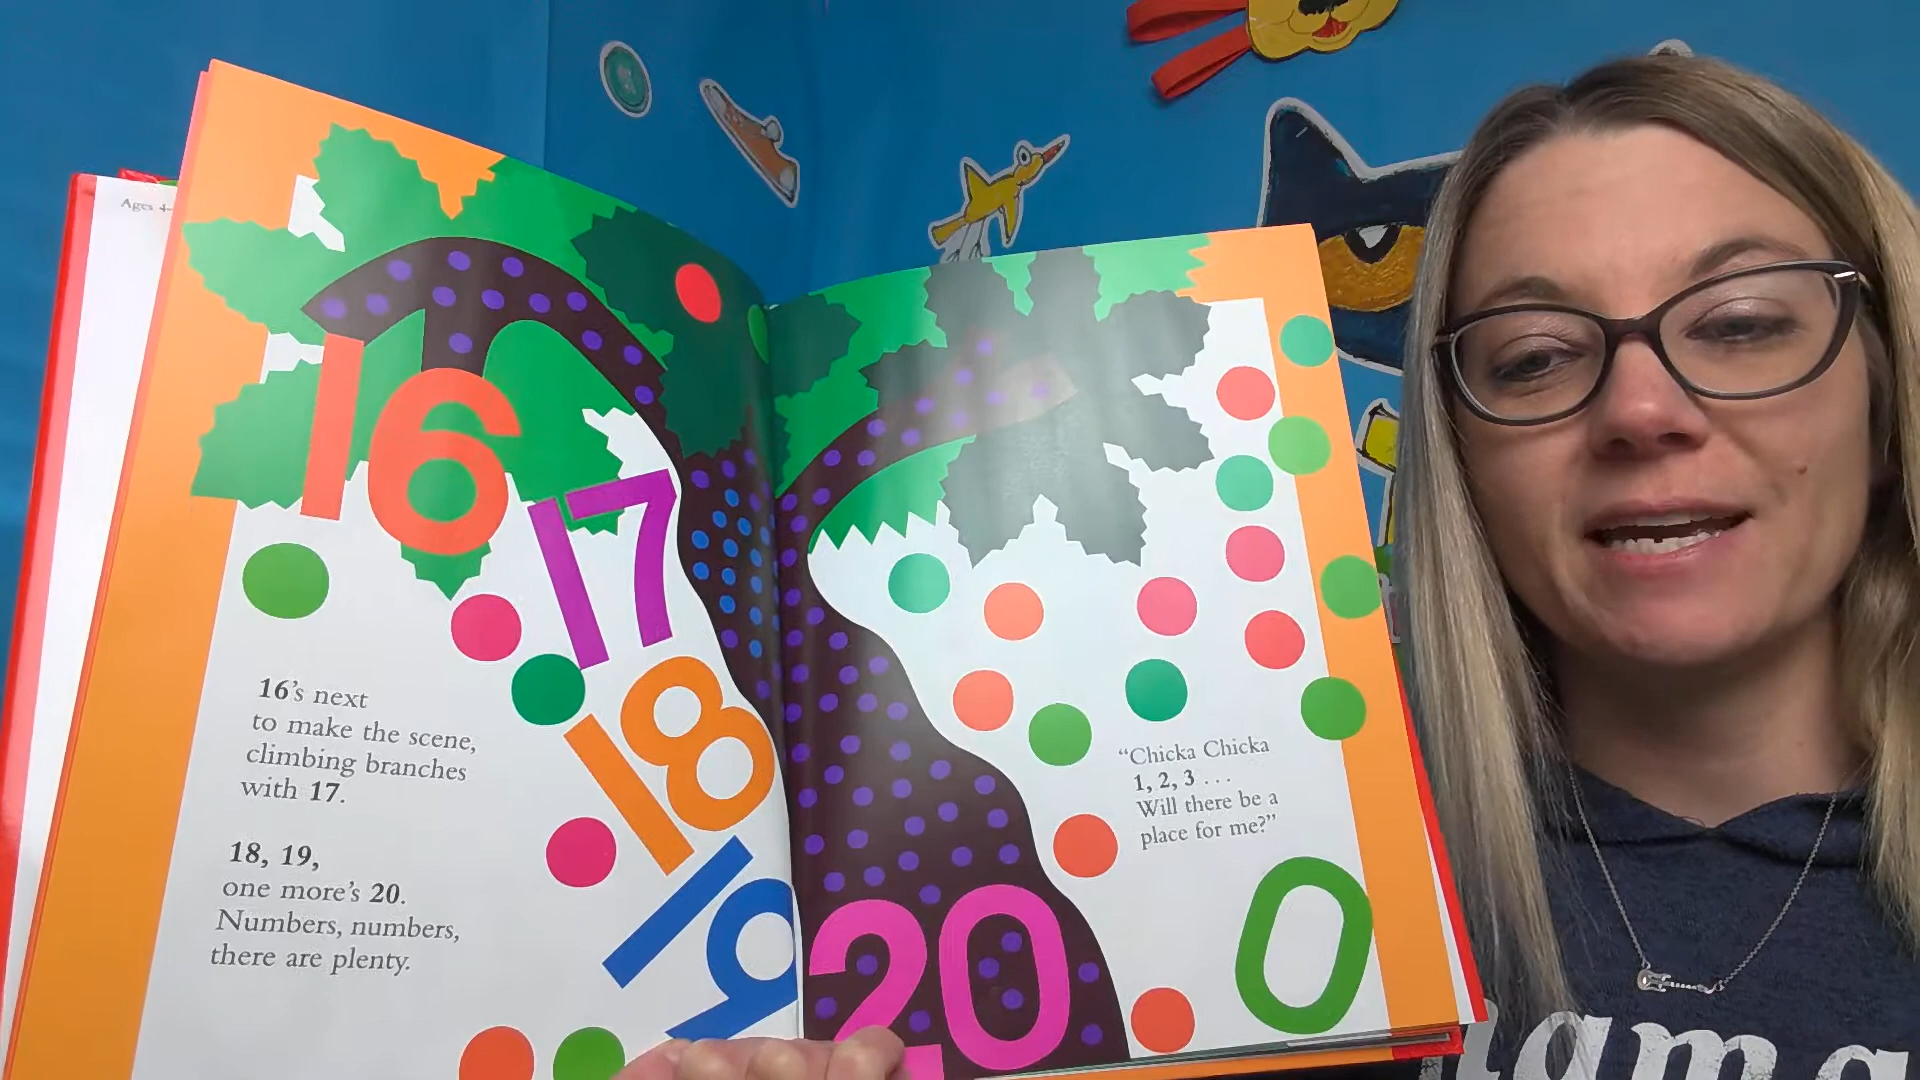 Ages 4-
16
17
18
19
16's next
to make the scene,
climbing branches
with 17.
18, 19,
one more's 20.
Numbers, numbers,
there are plenty.
20
"Chicka Chicka
1, 2, 3 . . .
Will there be a
place for me?"
0
I am a